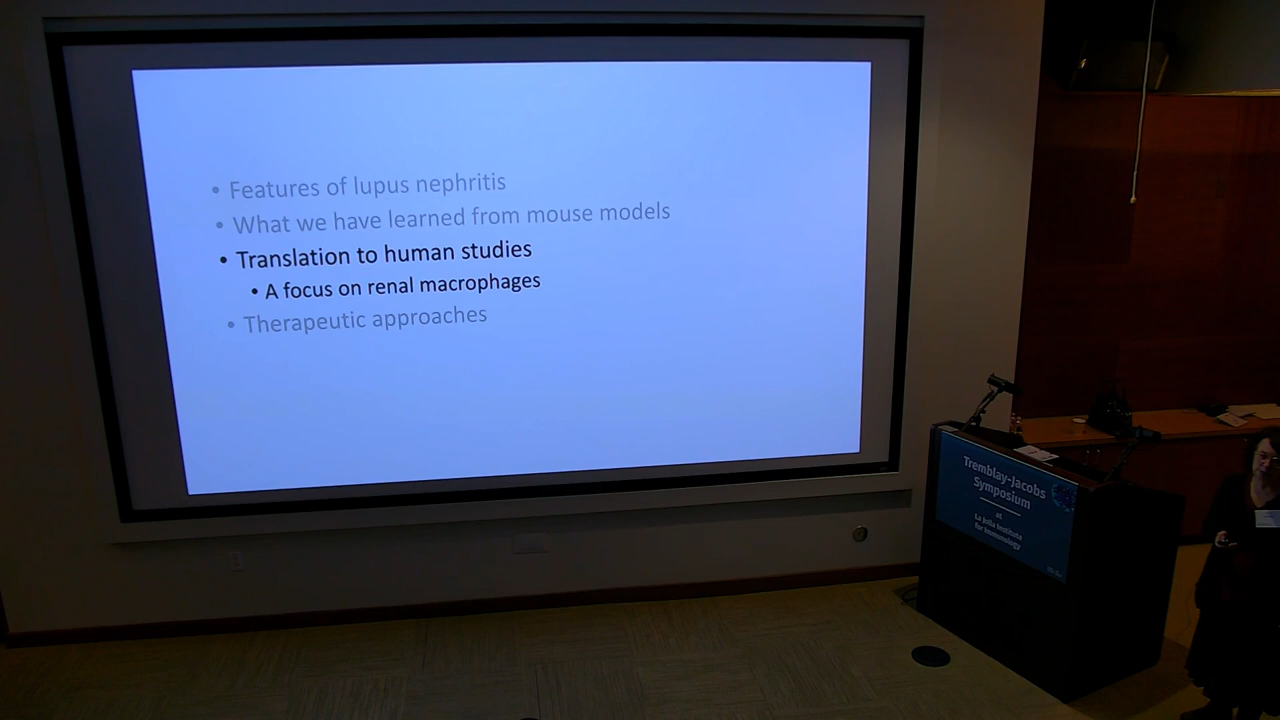 • Features of lupus nephritis
• What we have learned from mouse models
• Translation to human studies
• A focus on renal macrophages
• Therapeutic approaches
Tremblay-Jacobs
Symposium
at
La Jolla Institute
for Immunology